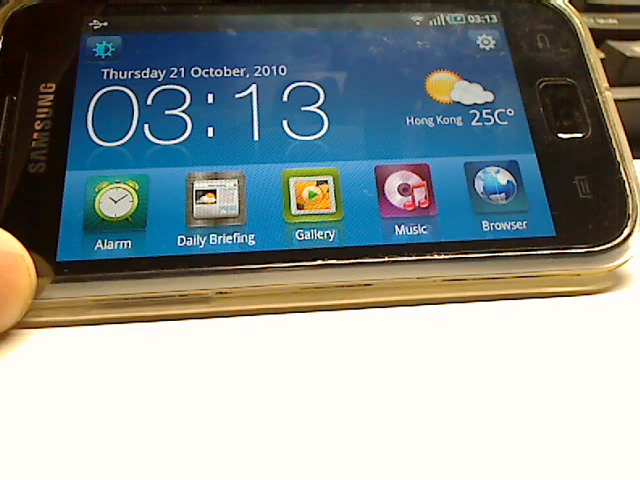 03:13
Thursday 21 October, 2010
03:13
Hong Kong 25C°
SAMSUNG
Alarm
Daily Briefing
Gallery
Music
Browser